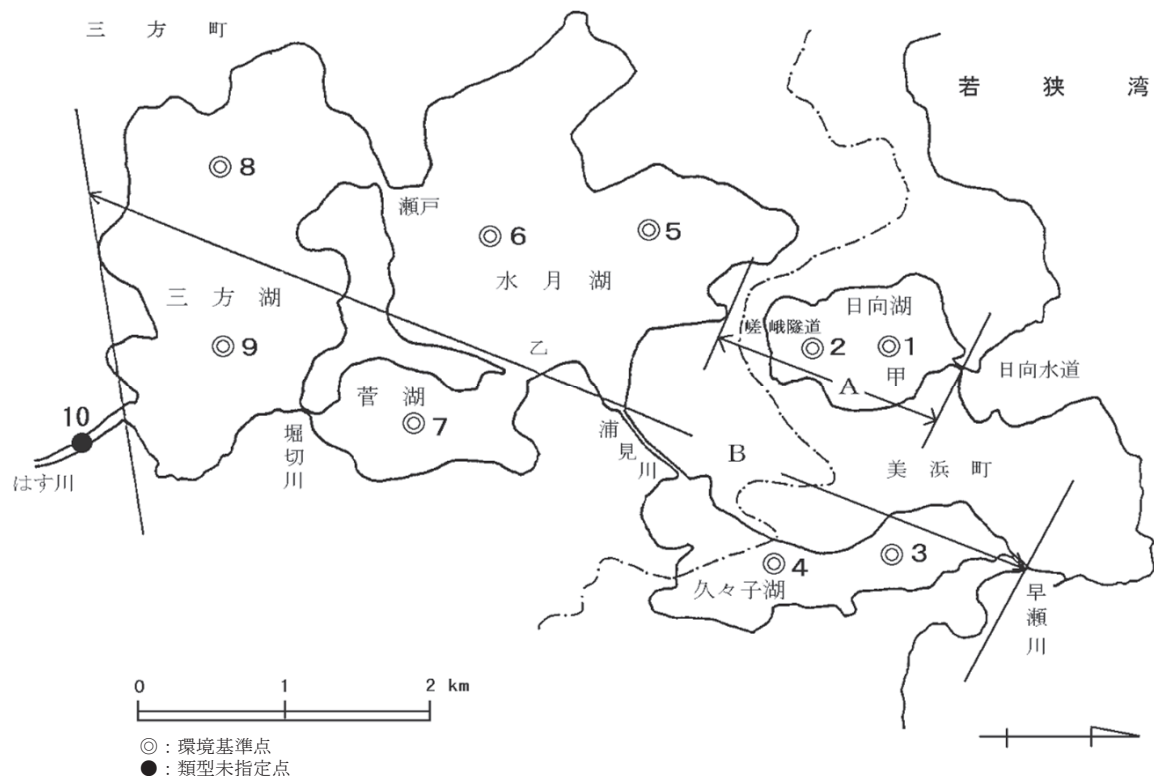 三方町
若狭湾
8
瀬戸
6
5
水月湖
日向湖
嵯峨隧道
三方湖
2
1
9
乙
A
甲
日向水道
菅湖
10
7
堀切川
浦見川
B
美浜町
はす川
3
4
久々子湖
早瀬川
0 1 2 km
◎：環境基準点
●：類型未指定点